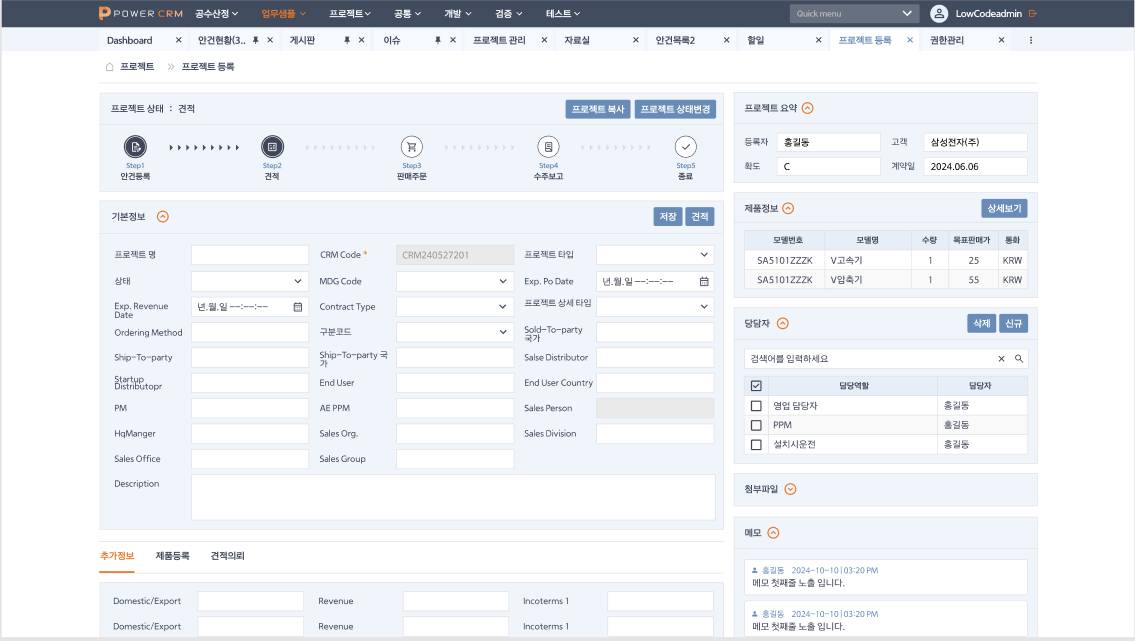 POWER CRM 공수산정 업무샘플 프로젝트 공통 개발 검증 테스트 Quick menu LowCodeadmin
Dashboard × 안건현황(3.. × 게시판 × 이슈 × 프로젝트 관리 × 자료실 × 안건목록2 × 할일 × 프로젝트 등록 × 권한관리 ×
프로젝트 » 프로젝트 등록
프로젝트 상태 : 견적 프로젝트 복사 프로젝트 상태변경
Step1 Step2 Step3 Step4 Step5
안건등록 견적 판매주문 수주보고 종료
기본정보 저장 견적
프로젝트 명 CRM Code * CRM240527201 프로젝트 타입
상태 MDG Code Exp. Po Date 년.월.일 --:--:--
Exp. Revenue Date 년.월.일 --:--:-- Contract Type 프로젝트 상세 타입
Ordering Method 구분코드 Sold-To-party 국가
Ship-To-party Ship-To-party 국가 Salse Distributor
Startup Distributopr End User End User Country
PM AE PPM Sales Person
HqManger Sales Org. Sales Division
Sales Office Sales Group
Description
추가정보 제품등록 견적의뢰
Domestic/Export Revenue Incoterms 1
Domestic/Export Revenue Incoterms 1
프로젝트 요약
등록자 홍길동 고객 삼성전자(주)
확도 C 계약일 2024.06.06
제품정보 상세보기
모델번호 모델명 수량 목표판매가 통화
SA5101ZZZK V고속기 1 25 KRW
SA5101ZZZK V압축기 1 55 KRW
담당자 삭제 신규
검색어를 입력하세요 ×
담당역할 담당자
영업 담당자 홍길동
PPM 홍길동
설치시운전 홍길동
첨부파일
메모
홍길동 2024-10-10 | 03:20 PM
메모 첫째줄 노출 입니다.
홍길동 2024-10-10 | 03:20 PM
메모 첫째줄 노출 입니다.